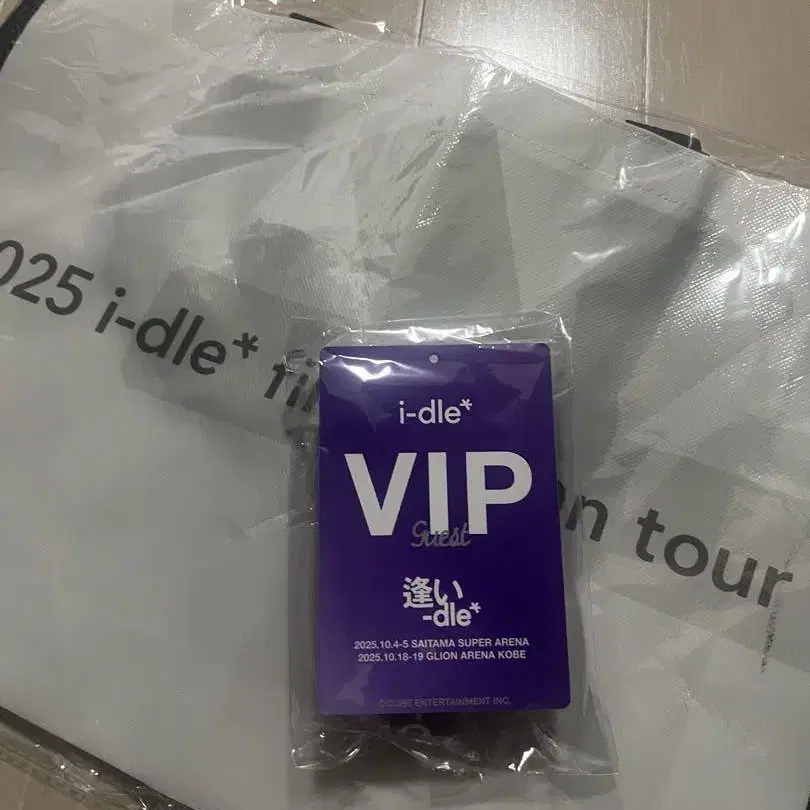 025 i-dle* fi
en tour
i-dle*
VIP
Guest
逢い
-dle*
2025.10.4-5 SAITAMA SUPER ARENA
2025.10.18-19 GLION ARENA KOBE
©CUBE ENTERTAINMENT INC.